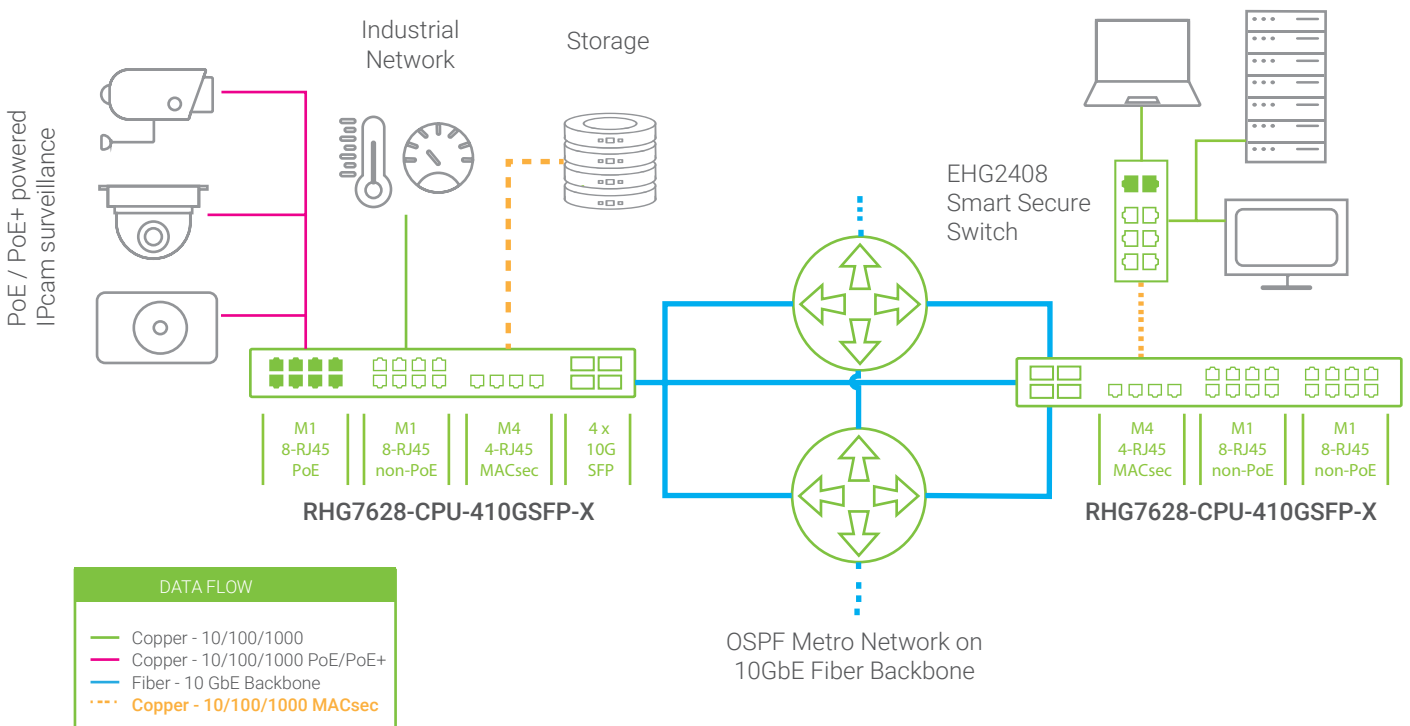 PoE / PoE+ powered
IPcam surveillance
Industrial
Network
Storage
EHG2408
Smart Secure
Switch
M1
8-RJ45
PoE
M1
8-RJ45
non-PoE
M4
4-RJ45
MACsec
4 x
10G
SFP
RHG7628-CPU-410GSFP-X
M4
4-RJ45
MACsec
M1
8-RJ45
non-PoE
M1
8-RJ45
non-PoE
RHG7628-CPU-410GSFP-X
OSPF Metro Network on
10GbE Fiber Backbone
DATA FLOW
Copper - 10/100/1000
Copper - 10/100/1000 PoE/PoE+
Fiber - 10 GbE Backbone
Copper - 10/100/1000 MACsec